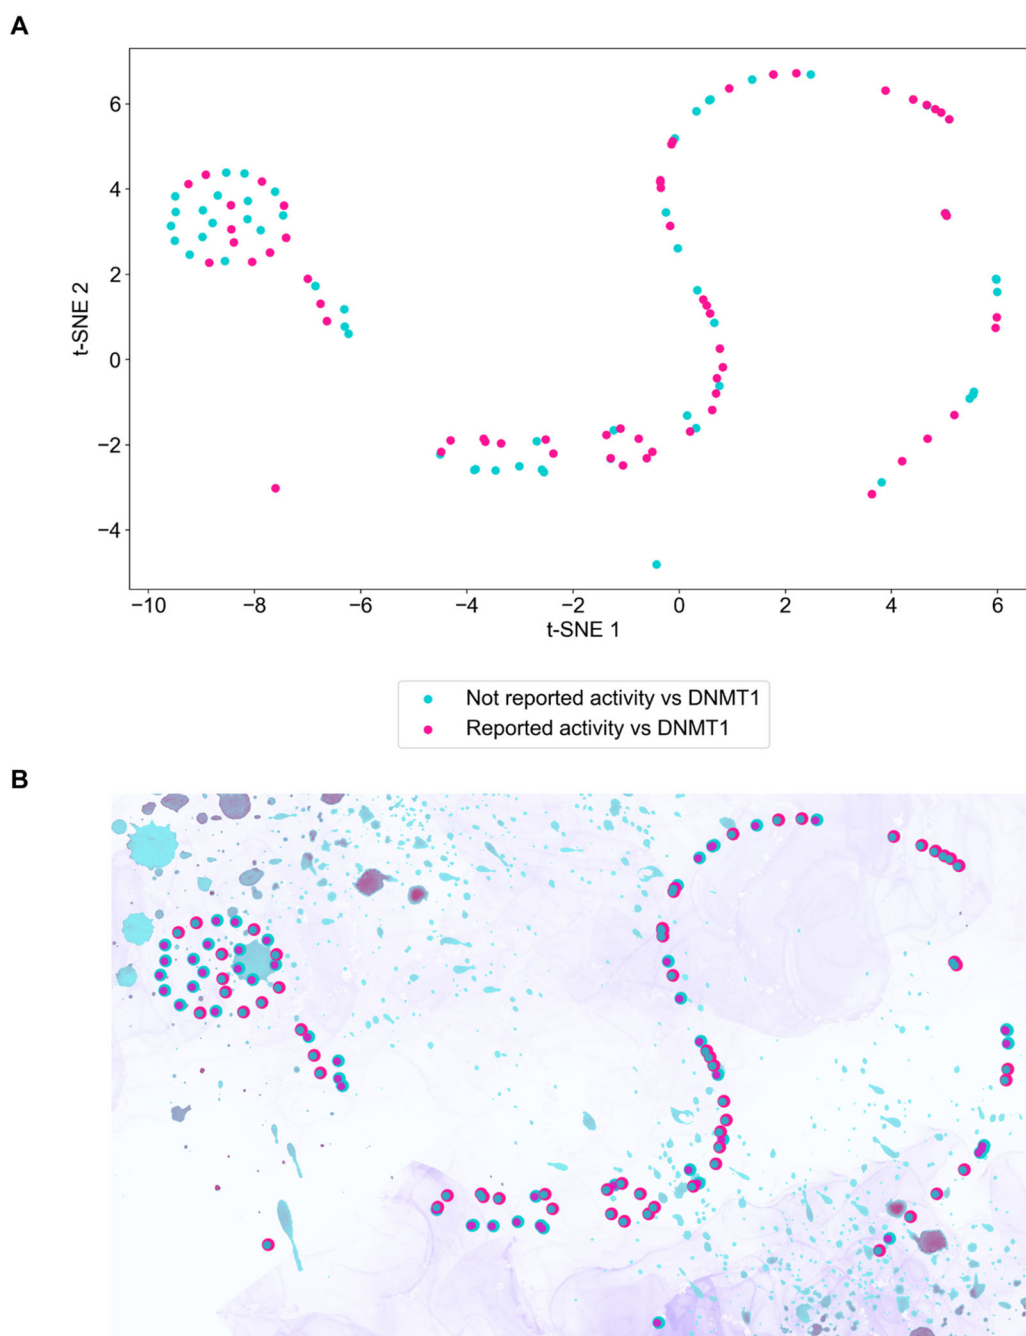 A
6
4
2
0
−2
−4
t-SNE 2
−10 −8 −6 −4 −2 0 2 4 6
t-SNE 1
Not reported activity vs DNMT1
Reported activity vs DNMT1
B